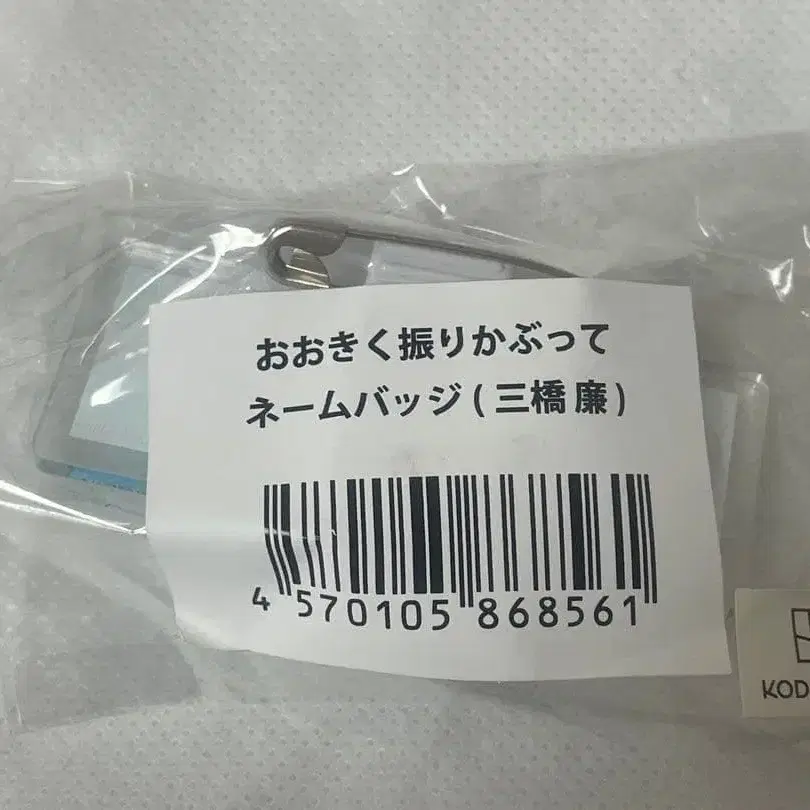 おおきく振りかぶって
ネームバッジ ( 三橋 廉 )
4 570105 868561
KOD